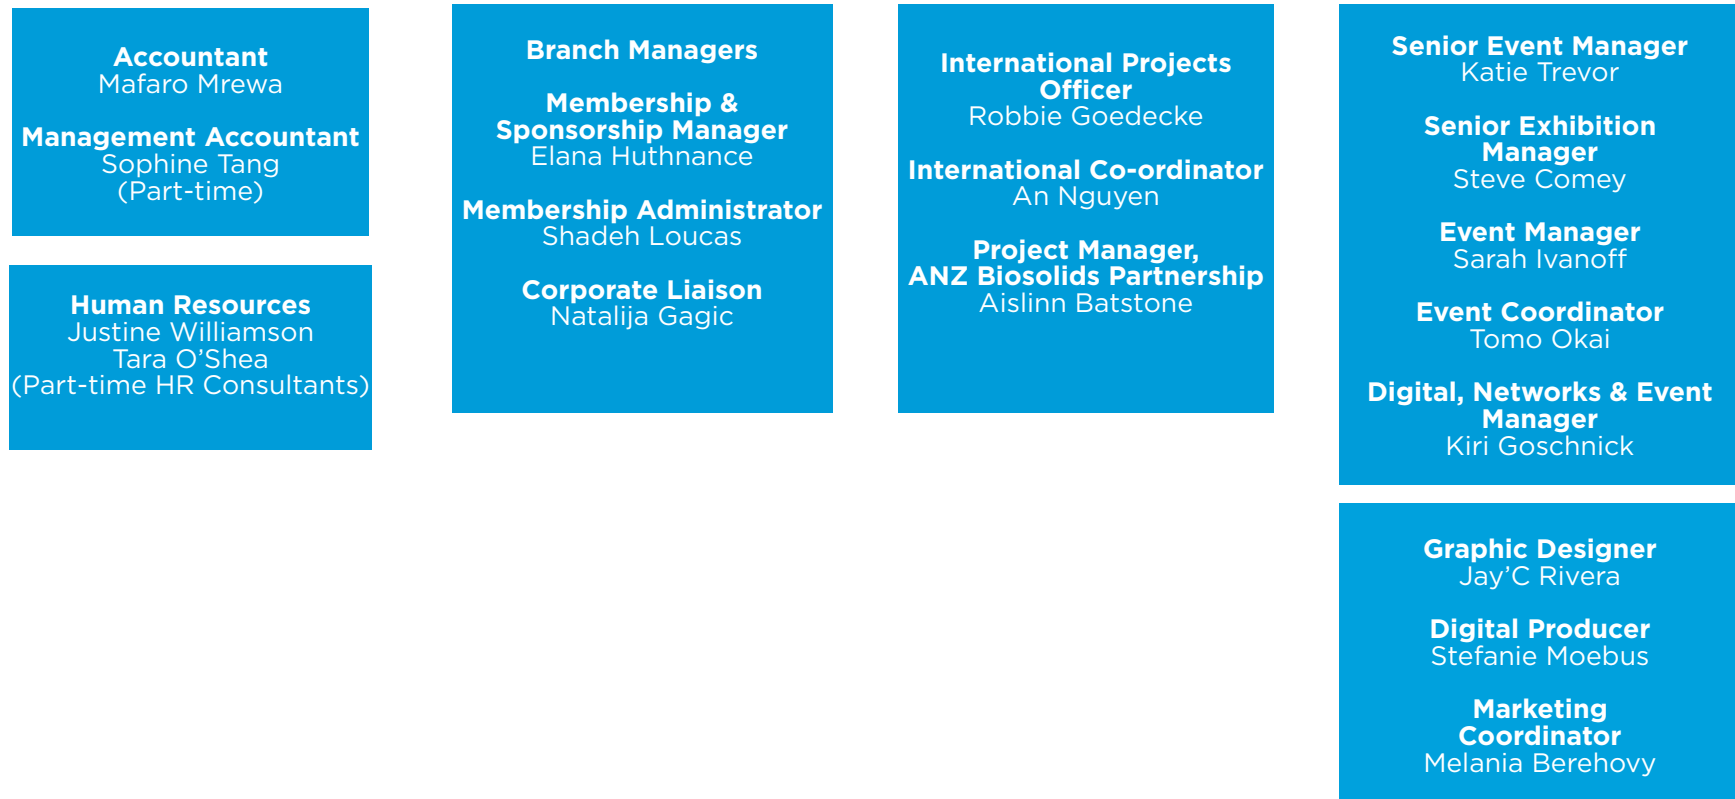 Accountant
Mafaro Mrewa
Management Accountant
Sophine Tang
(Part-time)
Human Resources
Justine Williamson
Tara O’Shea
(Part-time HR Consultants)
Branch Managers
Membership &
Sponsorship Manager
Elana Huthnance
Membership Administrator
Shadeh Loucas
Corporate Liaison
Natalija Gagic
International Projects
Officer
Robbie Goedecke
International Co-ordinator
An Nguyen
Project Manager,
ANZ Biosolids Partnership
Aislinn Batstone
Senior Event Manager
Katie Trevor
Senior Exhibition
Manager
Steve Comey
Event Manager
Sarah Ivanoff
Event Coordinator
Tomo Okai
Digital, Networks & Event
Manager
Kiri Goschnick
Graphic Designer
Jay’C Rivera
Digital Producer
Stefanie Moebus
Marketing
Coordinator
Melania Berehovy